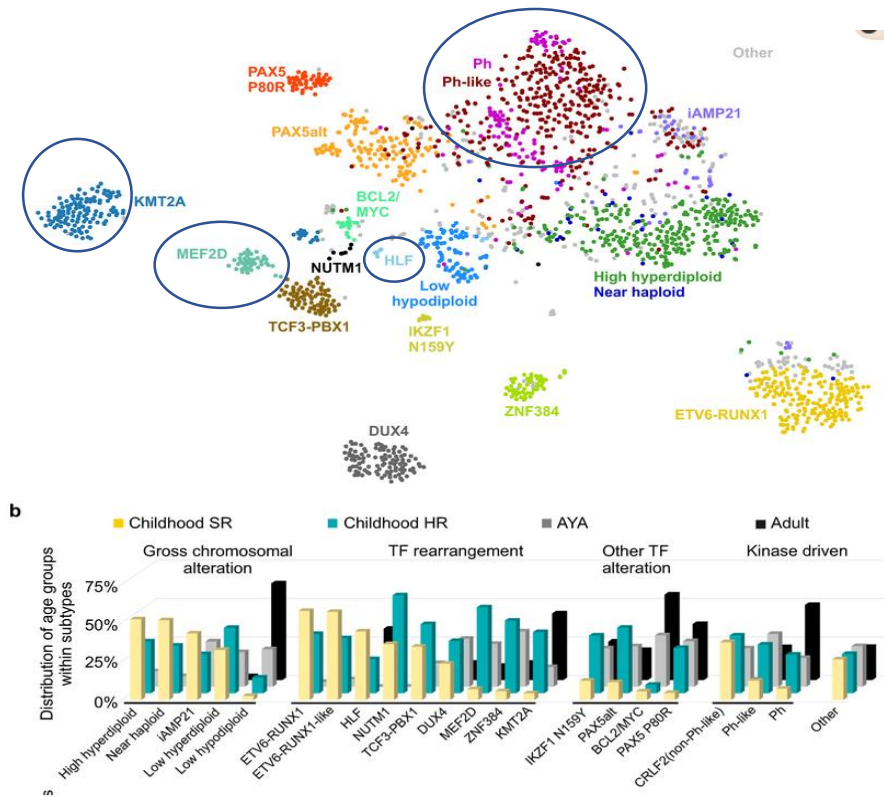 Other
Ph
PAX5
P80R
Ph-like
iAMP21
PAX5alt
KMT2A
BCL2/
MYC
MEF2D
NUTM1
HLF
Low
hypodiploid
High hyperdiploid
Near haploid
TCF3-PBX1
IKZF1
N159Y
ZNF384
ETV6-RUNX1
DUX4
b
Childhood SR
Childhood HR
AYA
Adult
Gross chromosomal
alteration
TF rearrangement
Other TF
alteration
Kinase driven
Distribution of age groups
within subtypes
75%
50%
25%
0%
High hyperdiploid
Near haploid
iAMP21
Low hyperdiploid
Low hypodiploid
ETV6-RUNX1
ETV6-RUNX1-like
HLF
NUTM1
TCF3-PBX1
DUX4
MEF2D
ZNF384
KMT2A
IKZF1 N159Y
PAX5alt
BCL2/MYC
PAX5 P80R
CRLF2(non-Ph-like)
Ph-like
Ph
Other